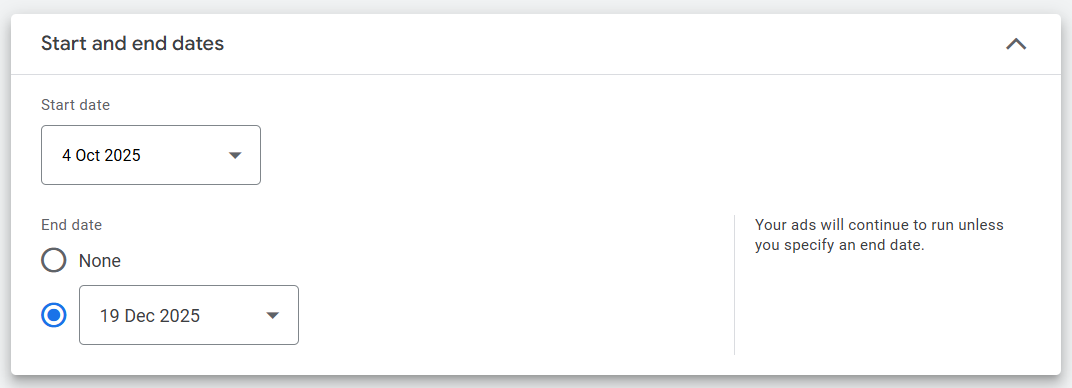 Start and end dates
Start date
4 Oct 2025
End date
None
19 Dec 2025
Your ads will continue to run unless
you specify an end date.